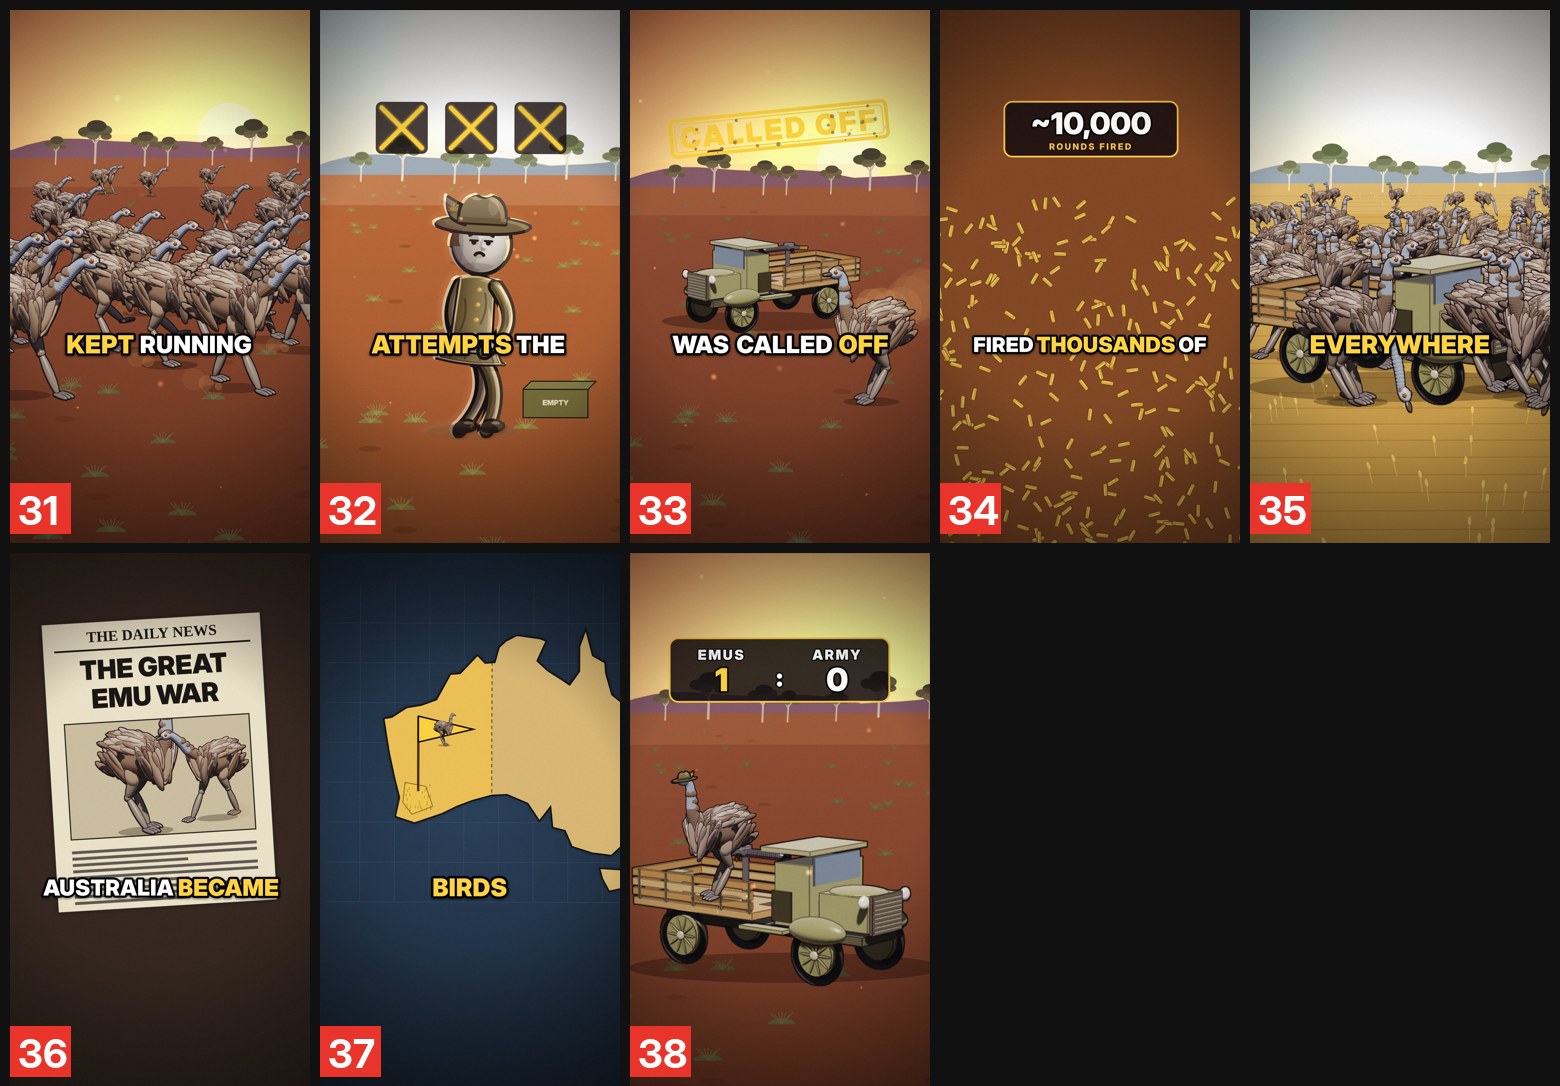 KEPT RUNNING
31
ATTEMPTS THE
EMPTY
32
CALLED OFF
WAS CALLED OFF
33
~10,000
ROUNDS FIRED
FIRED THOUSANDS OF
34
EVERYWHERE
35
THE DAILY NEWS
THE GREAT
EMU WAR
AUSTRALIA BECAME
36
BIRDS
37
EMUS ARMY
1 : 0
38